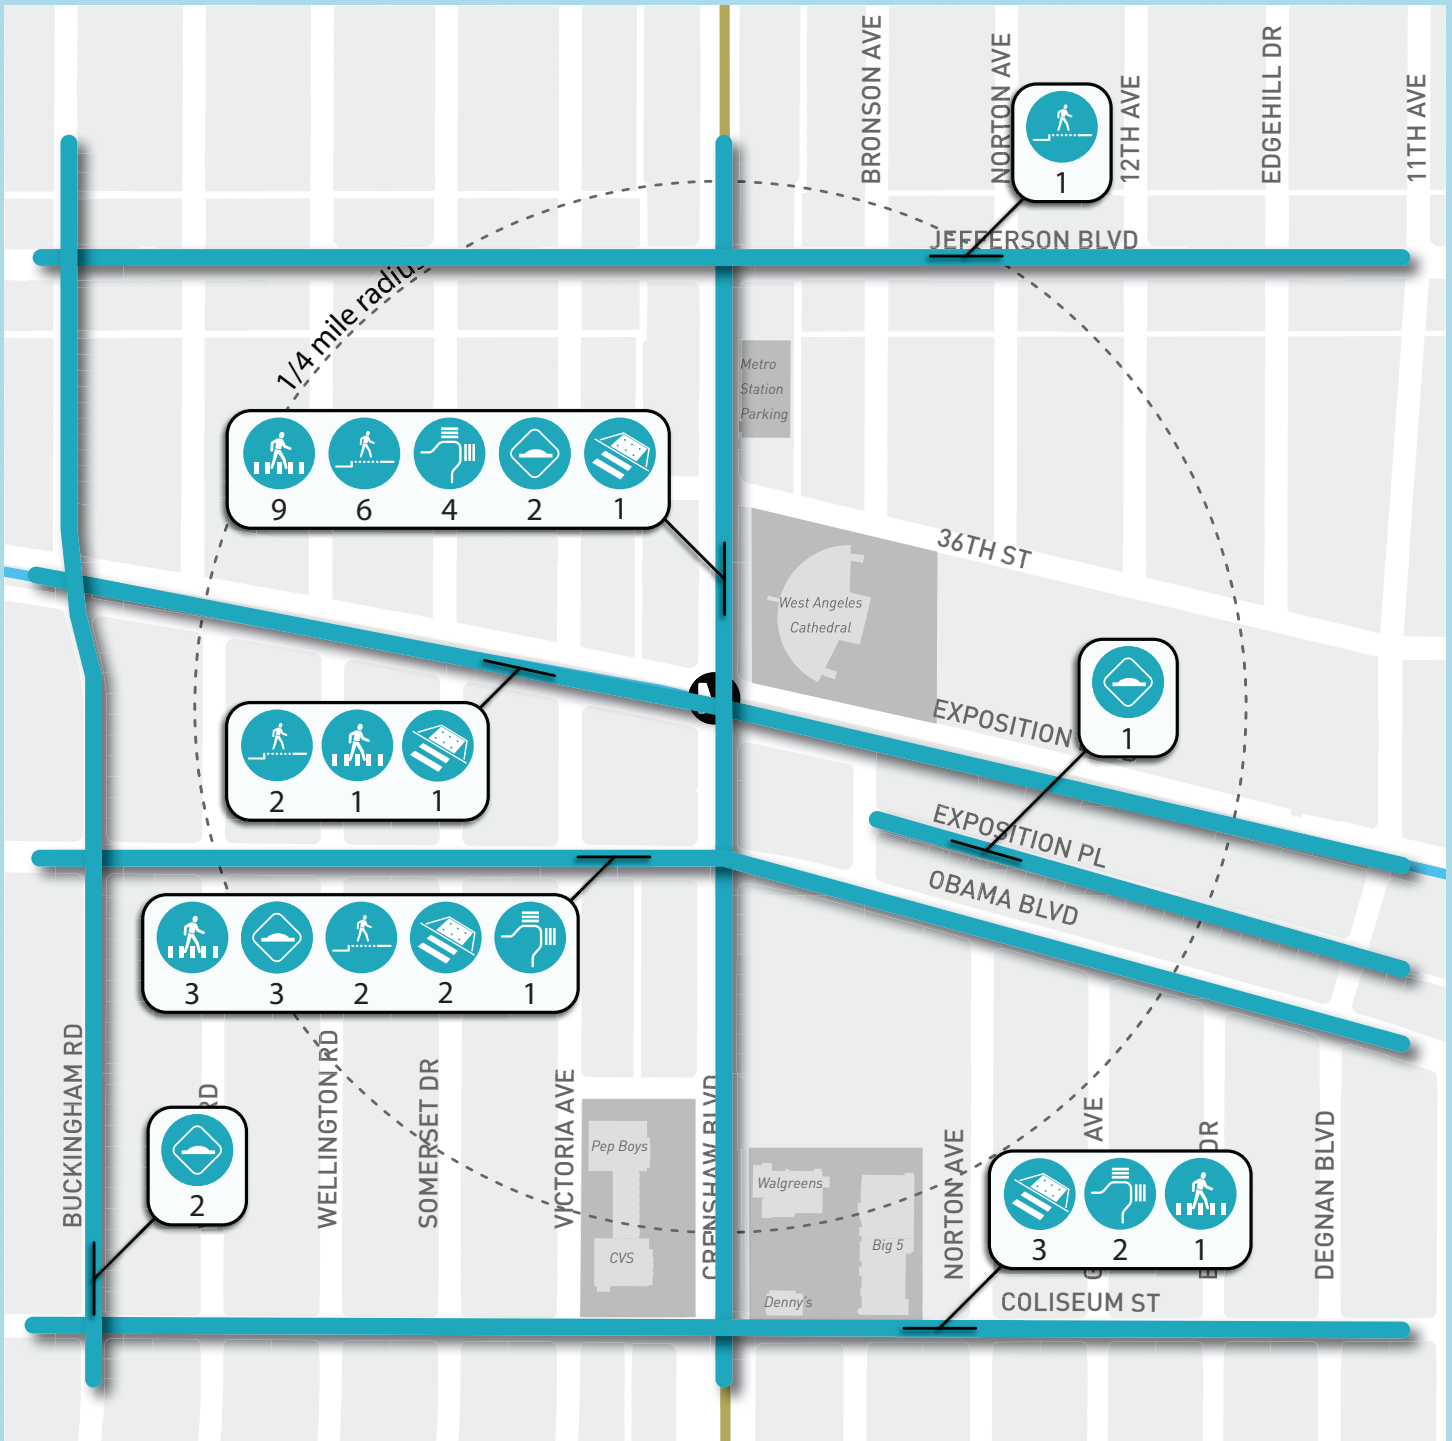 BRONSON AVE
NORTON AVE
12TH AVE
EDGEHILL DR
11TH AVE
1
JEFFERSON BLVD
1/4 mile radius
Metro
Station
Parking
9 6 4 2 1
36TH ST
West Angeles
Cathedral
EXPOSITION
1
2 1 1
EXPOSITION PL
OBAMA BLVD
3 3 2 2 1
BUCKINGHAM RD
RD
WELLINGTON RD
SOMERSET DR
VICTORIA AVE
CRENSHAW BLVD
NORTON AVE
AVE
DR
DEGNAN BLVD
Pep Boys
CVS
Walgreens
Big 5
Denny's
2
3 2 1
COLISEUM ST